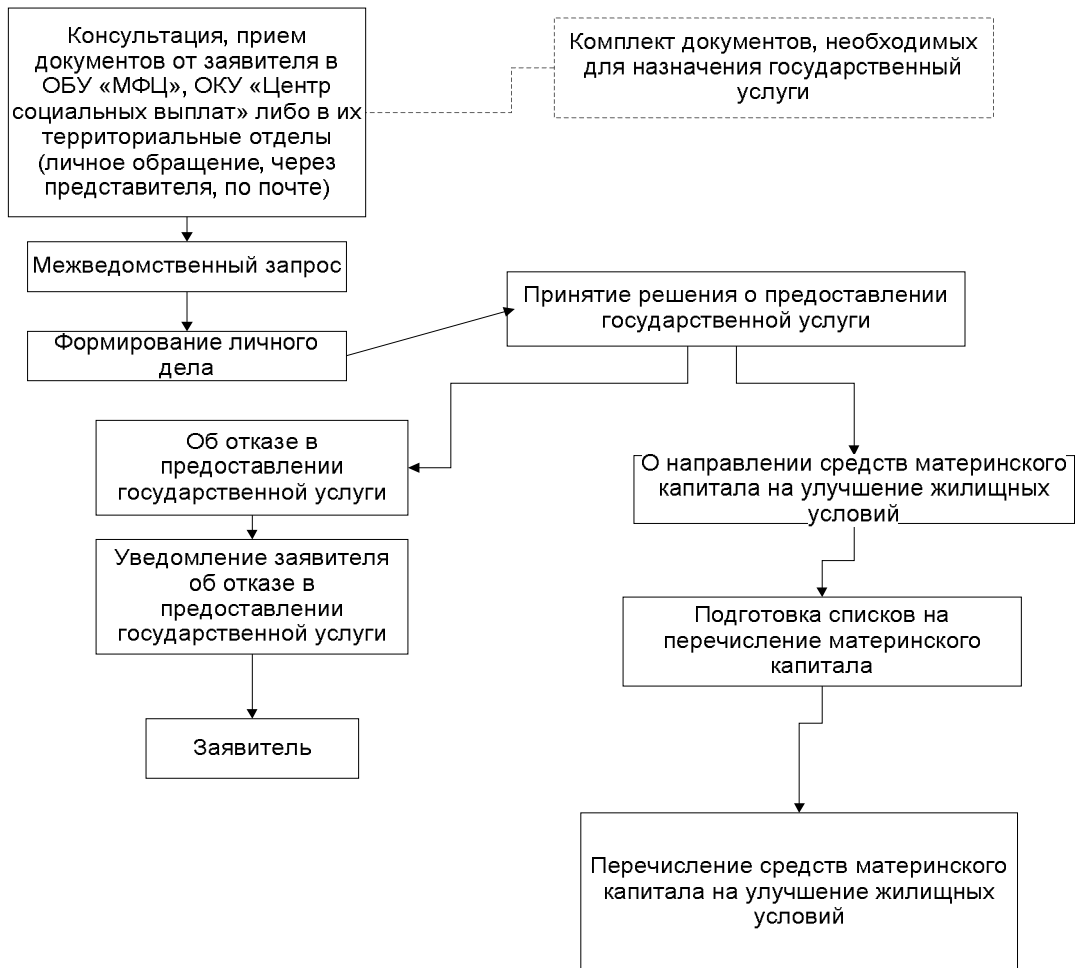 Консультация, прием
документов от заявителя в
ОБУ «МФЦ», ОКУ «Центр
социальных выплат» либо в их
территориальные отделы
(личное обращение, через
представителя, по почте)
Комплект документов, необходимых
для назначения государственный
услуги
Межведомственный запрос
Формирование личного
дела
Принятие решения о предоставлении
государственной услуги
Об отказе в
предоставлении
государственной услуги
О направлении средств материнского
капитала на улучшение жилищных
условий
Уведомление заявителя
об отказе в
предоставлении
государственной услуги
Подготовка списков на
перечисление материнского
капитала
Заявитель
Перечисление средств материнского
капитала на улучшение жилищных
условий